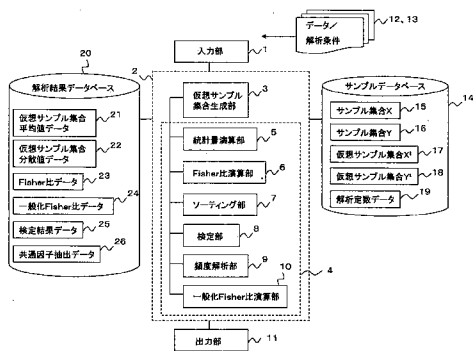 12、13
データ／
解析条件
20
解析結果データベース
仮想サンプル集合
平均値データ
21
仮想サンプル集合
分散値データ
22
Fisher比データ
23
一般化Fisher比データ
24
検定結果データ
25
共通因子抽出データ
26
入力部
1
2
仮想サンプル
集合生成部
3
統計量演算部
5
Fisher比演算部
6
ソーティング部
7
検定部
8
頻度解析部
9
一般化Fisher比演算部
10
4
出力部
11
サンプルデータベース
14
サンプル集合X
15
サンプル集合Y
16
仮想サンプル集合X¹
17
仮想サンプル集合Y¹
18
解析定数データ
19